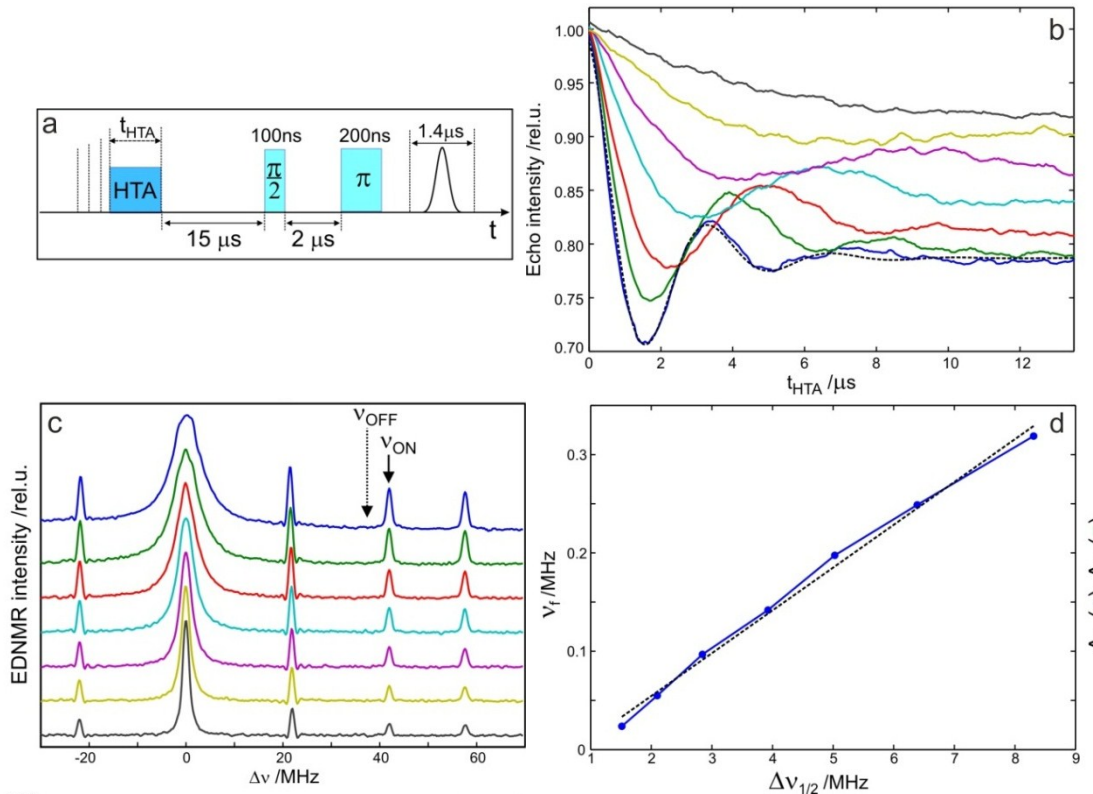 a
t_HTA
100ns
200ns
1.4μs
HTA
π/2
π
15 μs
2 μs
t
b
Echo intensity /rel.u.
1.00
0.95
0.90
0.85
0.80
0.75
0.70
0 2 4 6 8 10 12
t_HTA /μs
c
ν_OFF
ν_ON
EDNMR intensity /rel.u.
-20 0 20 40 60
Δν /MHz
d
ν_f /MHz
0.3
0.2
0.1
0
1 2 3 4 5 6 7 8 9
Δν_1/2 /MHz